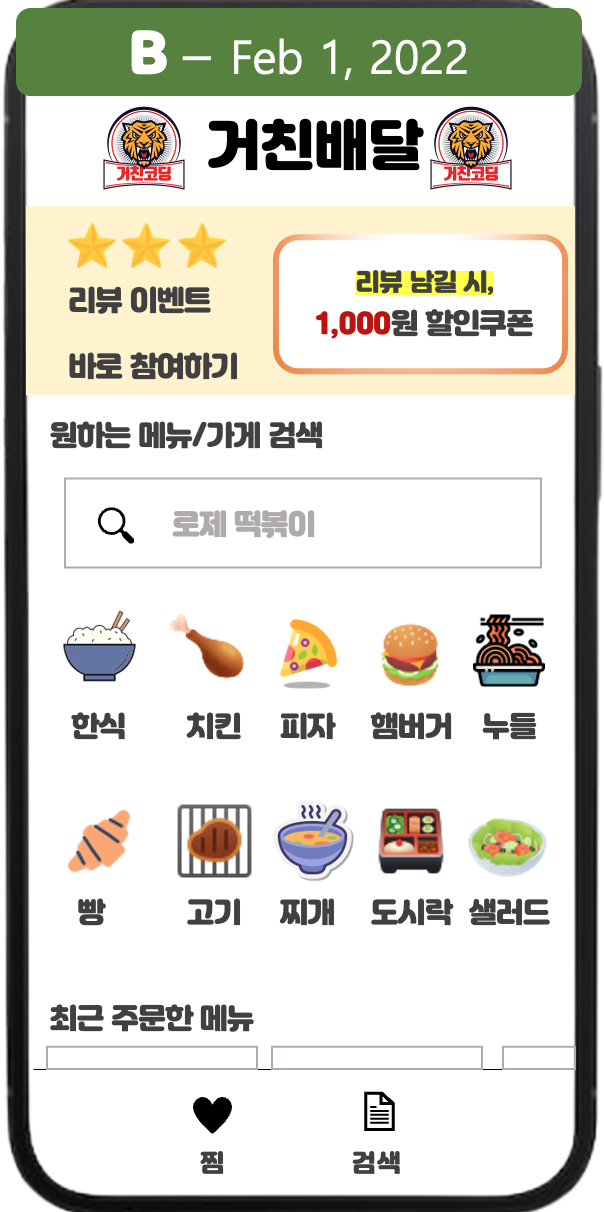 B – Feb 1, 2022
거친코딩 거친배달 거친코딩
리뷰 이벤트
바로 참여하기
리뷰 남길 시,
1,000원 할인쿠폰
원하는 메뉴/가게 검색
로제 떡볶이
한식 치킨 피자 햄버거 누들
빵 고기 찌개 도시락 샐러드
최근 주문한 메뉴
찜 검색